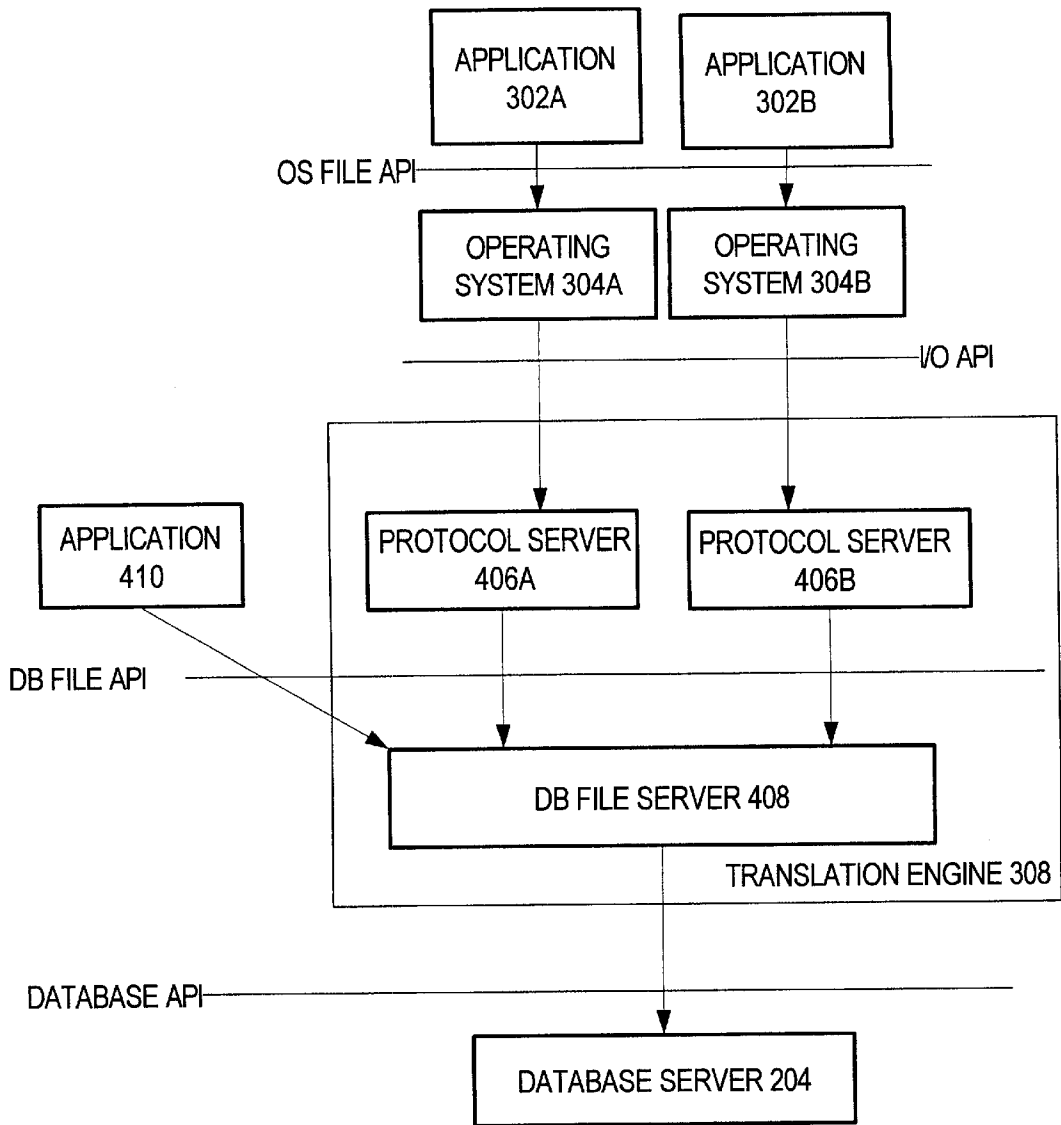 APPLICATION
302A
APPLICATION
302B
OS FILE API
OPERATING
SYSTEM 304A
OPERATING
SYSTEM 304B
I/O API
APPLICATION
410
PROTOCOL SERVER
406A
PROTOCOL SERVER
406B
DB FILE API
DB FILE SERVER 408
TRANSLATION ENGINE 308
DATABASE API
DATABASE SERVER 204